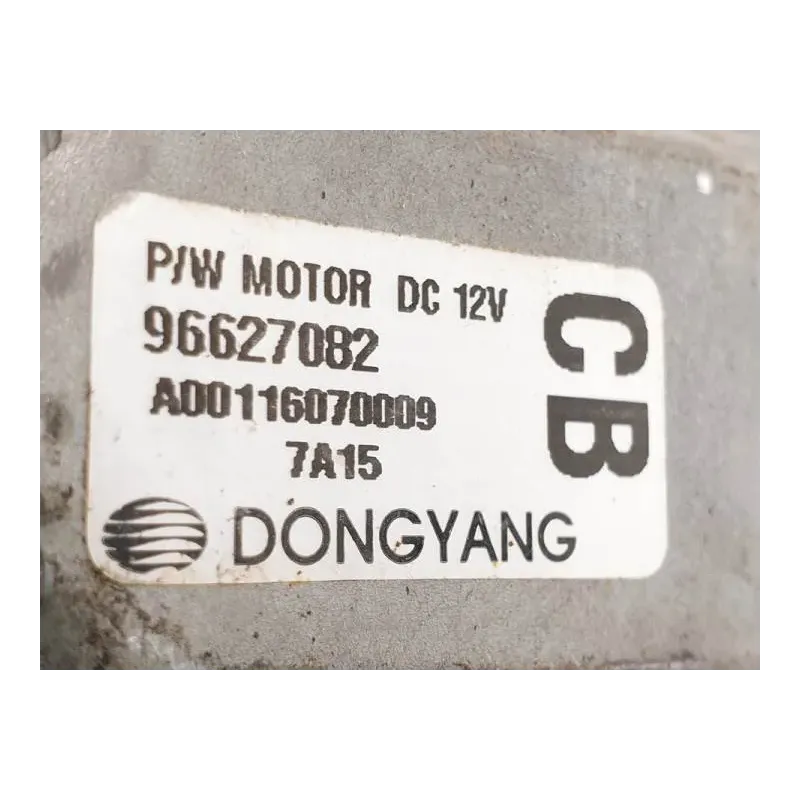 P/W MOTOR DC 12V
96627082
A00116070009
7A15
DONGYANG
CB